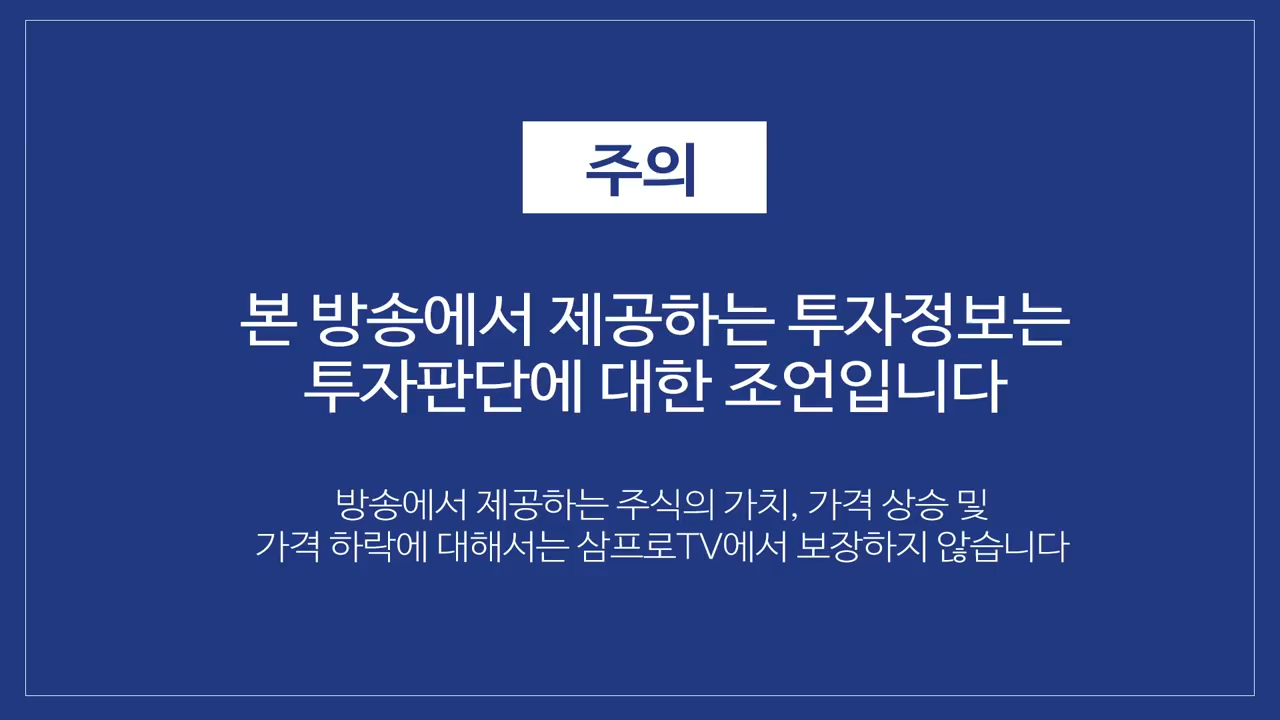 주의
본 방송에서 제공하는 투자정보는
투자판단에 대한 조언입니다
방송에서 제공하는 주식의 가치, 가격 상승 및
가격 하락에 대해서는 삼프로TV에서 보장하지 않습니다